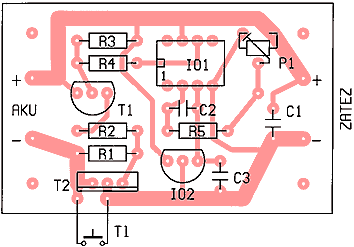 R3
R4
IO1
P1
1
+ +
AKU
T1
C2
C1
ZATEZ
R2
R5
- -
R1
T2
IO2
C3
T1